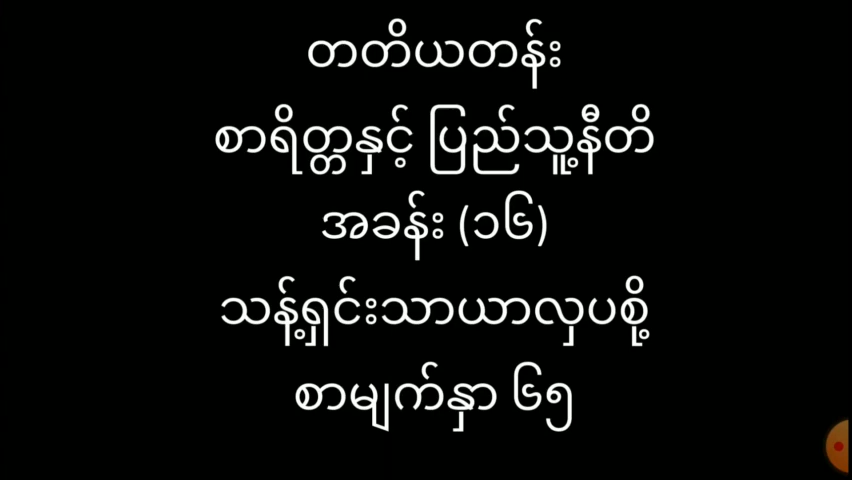 တတိယတန်း
စာရိတ္တနှင့် ပြည်သူ့နီတိ
အခန်း (၁၆)
သန့်ရှင်းသာယာလှပစို့
စာမျက်နှာ ၆၅